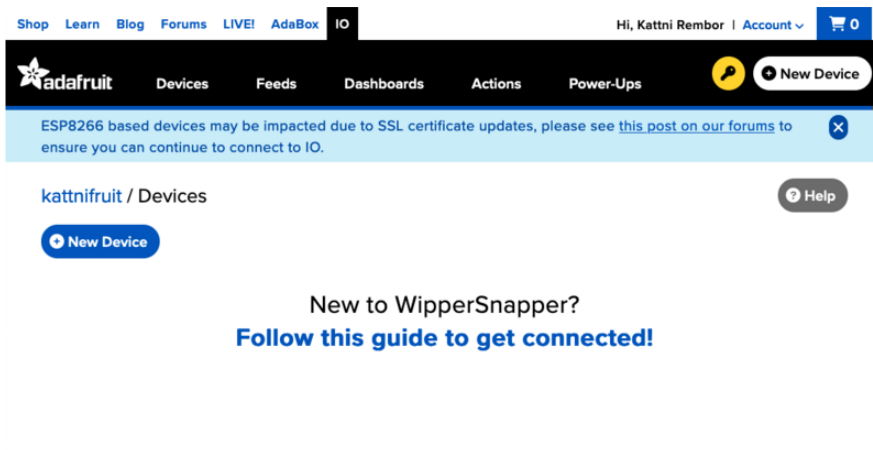 Shop Learn Blog Forums LIVE! AdaBox IO Hi, Kattni Rembor | Account 0
adafruit Devices Feeds Dashboards Actions Power-Ups New Device
ESP8266 based devices may be impacted due to SSL certificate updates, please see this post on our forums to
ensure you can continue to connect to IO.
kattnifruit / Devices Help
New Device
New to WipperSnapper?
Follow this guide to get connected!